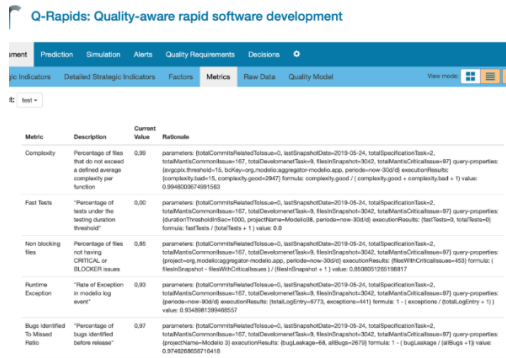 Q-Rapids: Quality-aware rapid software development
ment Prediction Simulation Alerts Quality Requirements Decisions
gic Indicators Detailed Strategic Indicators Factors Metrics Raw Data Quality Model View mode:
t: test
Metric Description Current Value Rationale
Complexity Percentage of files that do not exceed a defined average complexity per function 0,99 parameters: {totalCommitsRelatedToIssue=0, lastSnapshotDate=2019-05-24, totalSpecificationTask=2,
totalMantisCommonIssue=167, totalDevelomenetTask=9, filesInSnapshot=3042, totalMantisCriticalIssue=97} query-properties:
{avgcplx.threshold=15, bcKey=org.modelio:aggregator-modelio.app, periode=now-30d/d} executionResults:
{complexity.bad=15, complexity.good=2947} formula: complexity.good / ( complexity.good + complexity.bad + 1) value:
0.9946003674991563
Fast Tests "Percentage of tests under the testing duration threshold" 0,00 parameters: {totalCommitsRelatedToIssue=0, lastSnapshotDate=2019-05-24, totalSpecificationTask=2,
totalMantisCommonIssue=167, totalDevelomenetTask=9, filesInSnapshot=3042, totalMantisCriticalIssue=97} query-properties:
{durationThresholdInSec=1000, projectName=Modelio38, periode=now-30d/d} executionResults: {fastTests=0, totalTests=0}
formula: fastTests / (totalTests + 1 ) value: 0.0
Non blocking files Percentage of files not having CRITICAL or BLOCKER issues 0,85 parameters: {totalCommitsRelatedToIssue=0, lastSnapshotDate=2019-05-24, totalSpecificationTask=2,
totalMantisCommonIssue=167, totalDevelomenetTask=9, filesInSnapshot=3042, totalMantisCriticalIssue=97} query-properties:
{project=org.modelio:aggregator-modelio.app, periode=now-30d/d} executionResults: {filesWithCriticalIssues=453} formula: (
filesInSnapshot - filesWithCriticalIssues ) / (filesInSnapshot + 1 ) value: 0.8508051265198817
Runtime Exception "Rate of Exception in modelio log event" 0,93 parameters: {totalCommitsRelatedToIssue=0, lastSnapshotDate=2019-05-24, totalSpecificationTask=2,
totalMantisCommonIssue=167, totalDevelomenetTask=9, filesInSnapshot=3042, totalMantisCriticalIssue=97} query-properties:
{periode=now-90d/d} executionResults: {totalLogEntry=6773, exceptions=441} formula: 1 - ( exceptions / (totalLogEntry + 1) )
value: 0.9348981399468557
Bugs Identified To Missed Ratio "Percentage of bugs identified before release" 0,97 parameters: {totalCommitsRelatedToIssue=0, lastSnapshotDate=2019-05-24, totalSpecificationTask=2,
totalMantisCommonIssue=167, totalDevelomenetTask=9, filesInSnapshot=3042, totalMantisCriticalIssue=97} query-properties:
{projectName=Modelio 3} executionResults: {bugLeakage=68, allBugs=2679} formula: 1 - ( bugLeakage / (allBugs +1)) value:
0.9746268656716418